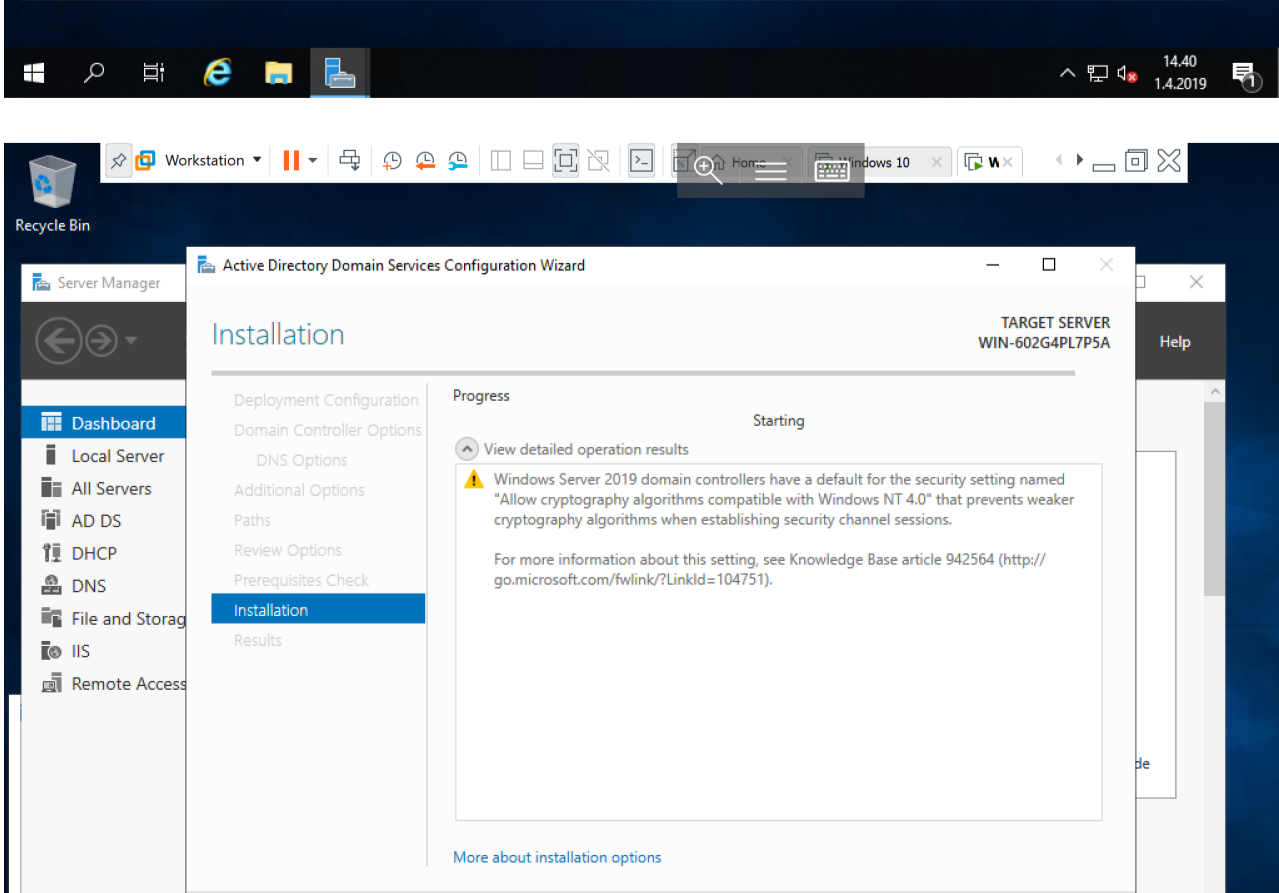 14.40
1.4.2019
1
Workstation
Home
Windows 10
W
Recycle Bin
Server Manager
Active Directory Domain Services Configuration Wizard
Installation
TARGET SERVER
WIN-602G4PL7P5A
Help
Dashboard
Local Server
All Servers
AD DS
DHCP
DNS
File and Storag
IIS
Remote Access
Deployment Configuration
Domain Controller Options
DNS Options
Additional Options
Paths
Review Options
Prerequisites Check
Installation
Results
Progress
Starting
View detailed operation results
Windows Server 2019 domain controllers have a default for the security setting named
"Allow cryptography algorithms compatible with Windows NT 4.0" that prevents weaker
cryptography algorithms when establishing security channel sessions.
For more information about this setting, see Knowledge Base article 942564 (http://
go.microsoft.com/fwlink/?LinkId=104751).
de
More about installation options